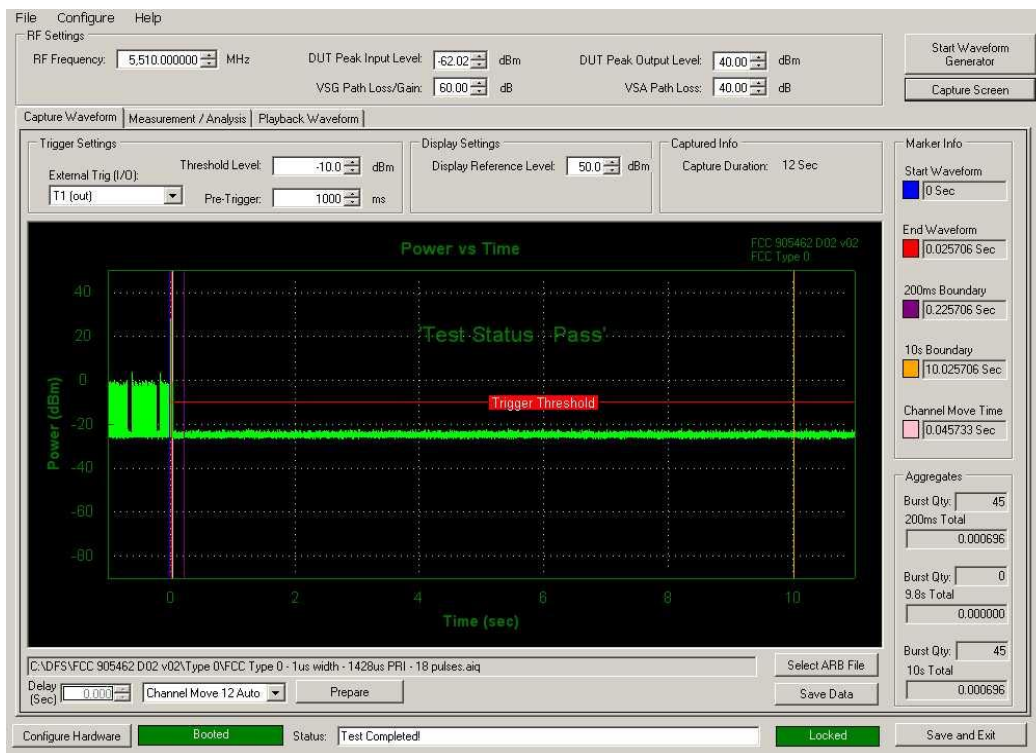 File Configure Help
RF Settings
RF Frequency: 5,510.000000 MHz
DUT Peak Input Level: -62.02 dBm
DUT Peak Output Level: 40.00 dBm
VSG Path Loss/Gain: 60.00 dB
VSA Path Loss: 40.00 dB
Start Waveform Generator
Capture Screen
Capture Waveform Measurement / Analysis Playback Waveform
Trigger Settings
External Trig (I/O):
T1 (out)
Threshold Level: -10.0 dBm
Pre-Trigger: 1000 ms
Display Settings
Display Reference Level: 50.0 dBm
Captured Info
Capture Duration: 12 Sec
Power vs Time
FCC 905462 D02 v02
FCC Type 0
'Test Status : Pass'
Trigger Threshold
Power (dBm)
40
20
0
-20
-40
-60
-80
0 2 4 6 8 10
Time (sec)
Marker Info
Start Waveform
0 Sec
End Waveform
0.025706 Sec
200ms Boundary
0.225706 Sec
10s Boundary
10.025706 Sec
Channel Move Time
0.045733 Sec
Aggregates
Burst Qty: 45
200ms Total
0.000696
Burst Qty: 0
9.8s Total
0.000000
Burst Qty: 45
10s Total
0.000696
C:\DFS\FCC 905462 D02 v02\Type 0\FCC Type 0 - 1us width - 1428us PRI - 18 pulses.aiq
Select ARB File
Delay (Sec) 0.000
Channel Move 12 Auto
Prepare
Save Data
Configure Hardware
Booted
Status: Test Completed!
Locked
Save and Exit